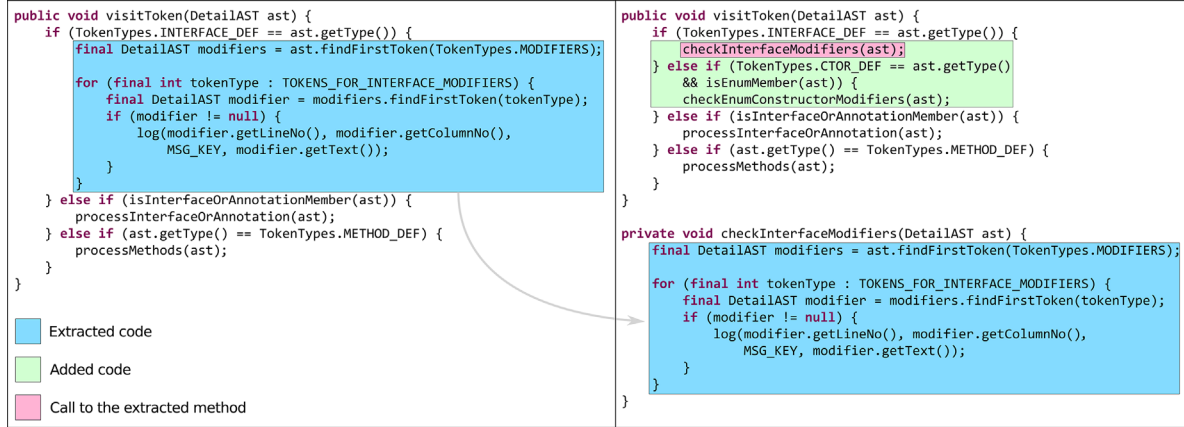 public void visitToken(DetailAST ast) {
    if (TokenTypes.INTERFACE_DEF == ast.getType()) {
        final DetailAST modifiers = ast.findFirstToken(TokenTypes.MODIFIERS);

        for (final int tokenType : TOKENS_FOR_INTERFACE_MODIFIERS) {
            final DetailAST modifier = modifiers.findFirstToken(tokenType);
            if (modifier != null) {
                log(modifier.getLineNo(), modifier.getColumnNo(),
                    MSG_KEY, modifier.getText());
            }
        }
    } else if (isInterfaceOrAnnotationMember(ast)) {
        processInterfaceOrAnnotation(ast);
    } else if (ast.getType() == TokenTypes.METHOD_DEF) {
        processMethods(ast);
    }
}
Extracted code
Added code
Call to the extracted method
public void visitToken(DetailAST ast) {
    if (TokenTypes.INTERFACE_DEF == ast.getType()) {
        checkInterfaceModifiers(ast);
    } else if (TokenTypes.CTOR_DEF == ast.getType()
        && isEnumMember(ast)) {
        checkEnumConstructorModifiers(ast);
    } else if (isInterfaceOrAnnotationMember(ast)) {
        processInterfaceOrAnnotation(ast);
    } else if (ast.getType() == TokenTypes.METHOD_DEF) {
        processMethods(ast);
    }
}
private void checkInterfaceModifiers(DetailAST ast) {
    final DetailAST modifiers = ast.findFirstToken(TokenTypes.MODIFIERS);

    for (final int tokenType : TOKENS_FOR_INTERFACE_MODIFIERS) {
        final DetailAST modifier = modifiers.findFirstToken(tokenType);
        if (modifier != null) {
            log(modifier.getLineNo(), modifier.getColumnNo(),
                MSG_KEY, modifier.getText());
        }
    }
}